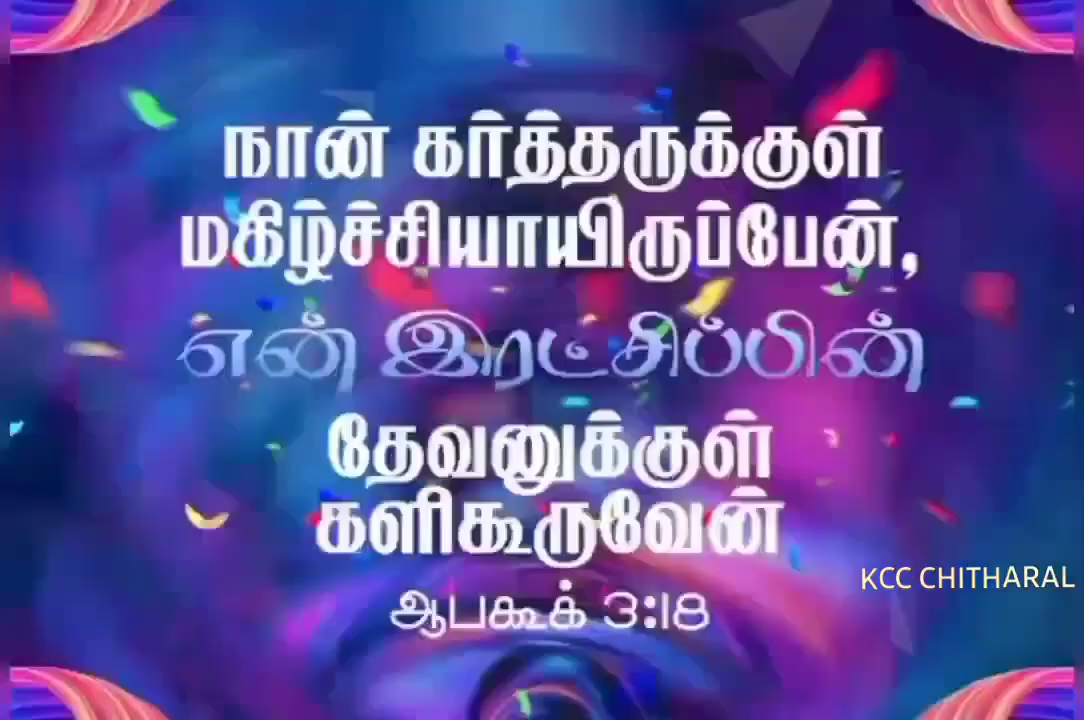 நான் கர்த்தருக்குள்
மகிழ்ச்சியாயிருப்பேன்,
என் இரட்சிப்பின்
தேவனுக்குள்
களிகூருவேன்
ஆபகூக் 3:18
KCC CHITHARAL